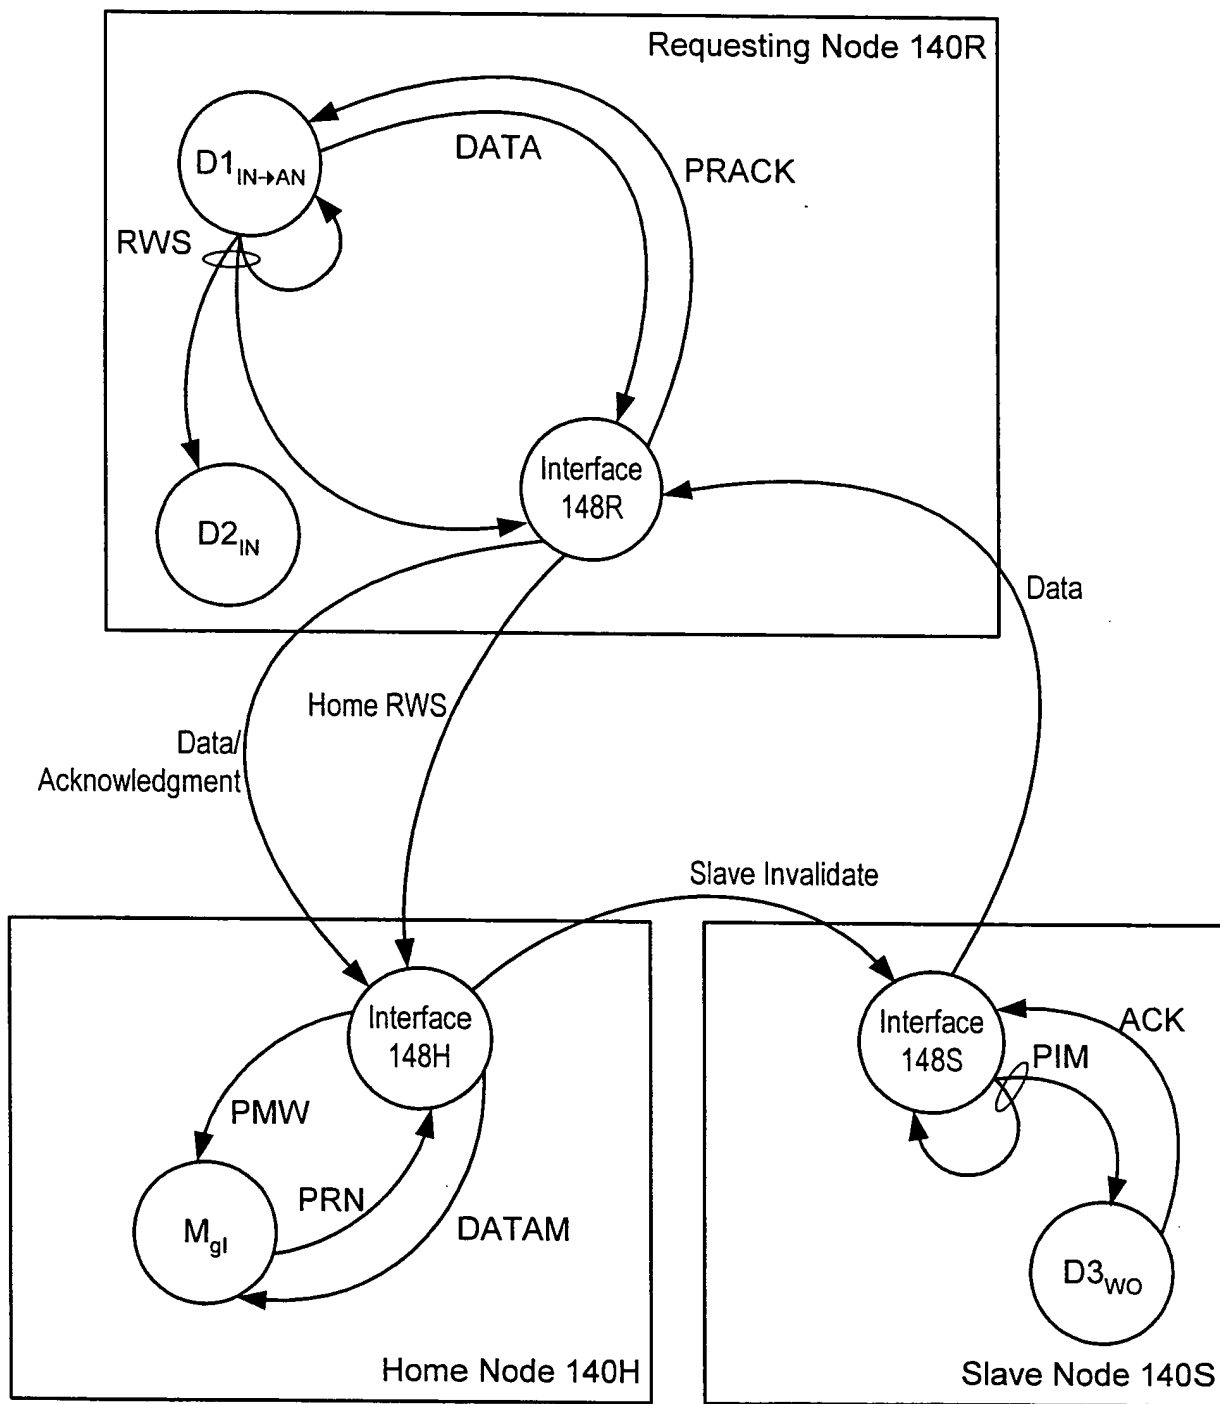 Requesting Node 140R
D1IN→AN
DATA
PRACK
RWS
Interface
148R
D2IN
Data
Home RWS
Data/
Acknowledgment
Slave Invalidate
Interface
148H
Interface
148S
ACK
PIM
PMW
PRN
DATAM
Mgl
D3WO
Home Node 140H
Slave Node 140S